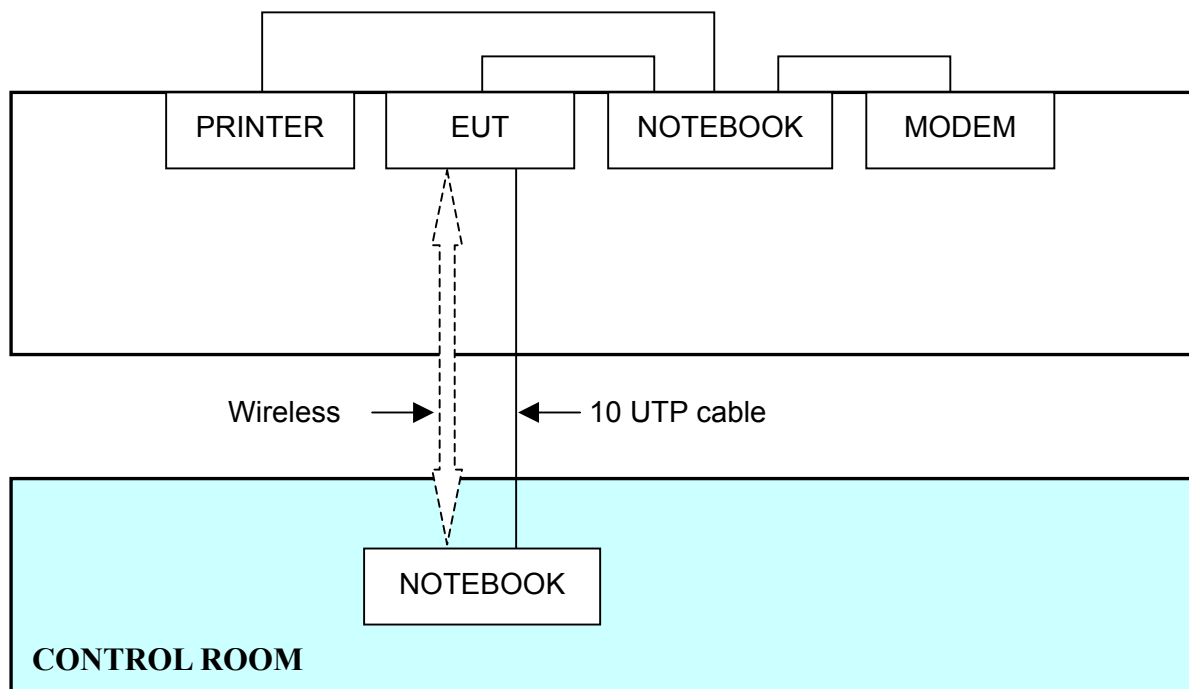 PRINTER
EUT
NOTEBOOK
MODEM
Wireless
10 UTP cable
NOTEBOOK
CONTROL ROOM